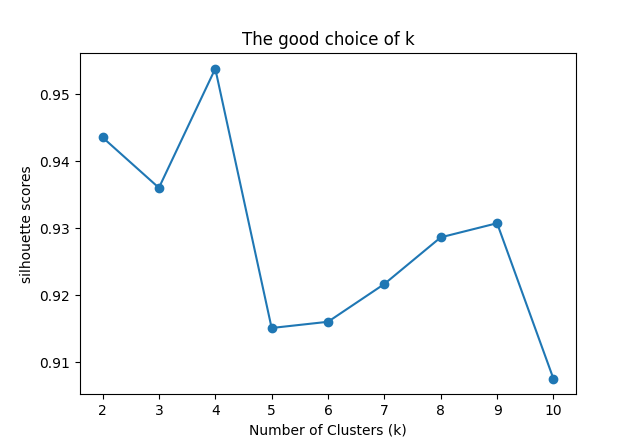 The good choice of k
0.95
0.94
0.93
0.92
0.91
silhouette scores
2 3 4 5 6 7 8 9 10
Number of Clusters (k)